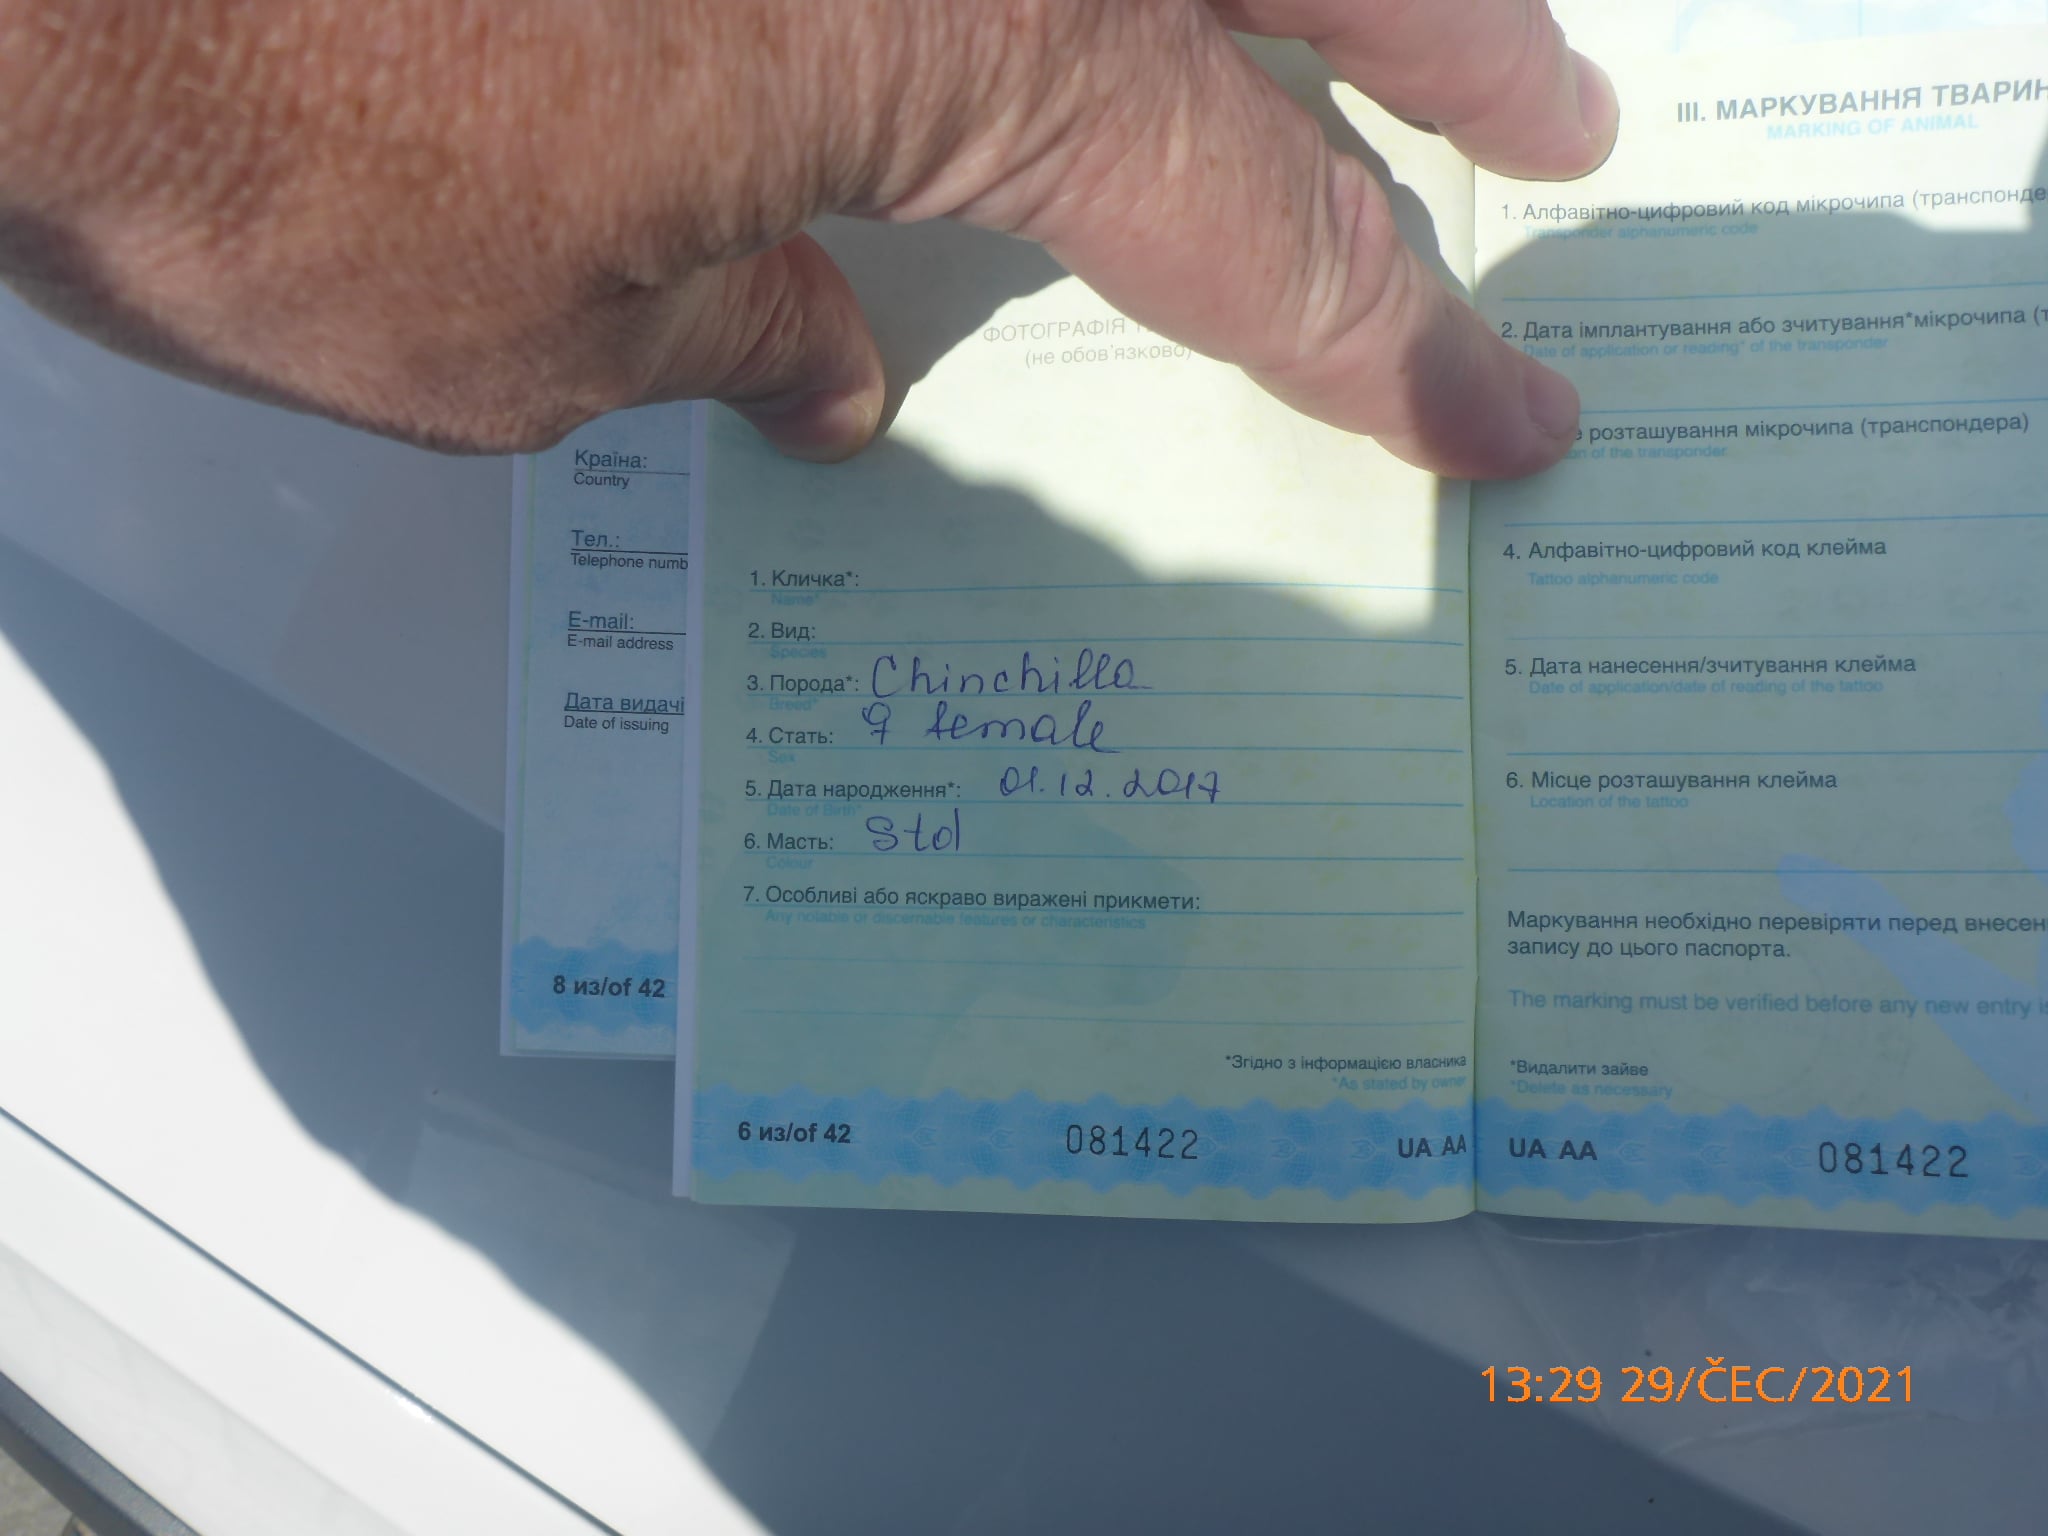 Країна:
Country
Тел.:
Telephone numb
E-mail:
E-mail address
Дата видачі
Date of issuing
8 из/of 42
ФОТОГРАФІЯ
(не обов'язково)
1. Кличка*:
Name*
2. Вид:
Species
3. Порода*: Chinchilla
Breed*
4. Стать: ♀ female
Sex
5. Дата народження*: 01.12.2017
Date of Birth*
6. Масть: Std
Colour
7. Особливі або яскраво виражені прикмети:
Any notable or discernable features or characteristics
*Згідно з інформацією власника
*As stated by owner
6 из/of 42 081422 UA AA
III. МАРКУВАННЯ ТВАРИН
MARKING OF ANIMAL
1. Алфавітно-цифровий код мікрочипа (транспонде
Transponder alphanumeric code
2. Дата імплантування або зчитування*мікрочипа (т
Date of application or reading* of the transponder
е розташування мікрочипа (транспондера)
on of the transponder
4. Алфавітно-цифровий код клейма
Tattoo alphanumeric code
5. Дата нанесення/зчитування клейма
Date of application/date of reading of the tattoo
6. Місце розташування клейма
Location of the tattoo
Маркування необхідно перевіряти перед внесен
запису до цього паспорта.
The marking must be verified before any new entry is
*Видалити зайве
*Delete as necessary
UA AA 081422
13:29 29/ČEC/2021